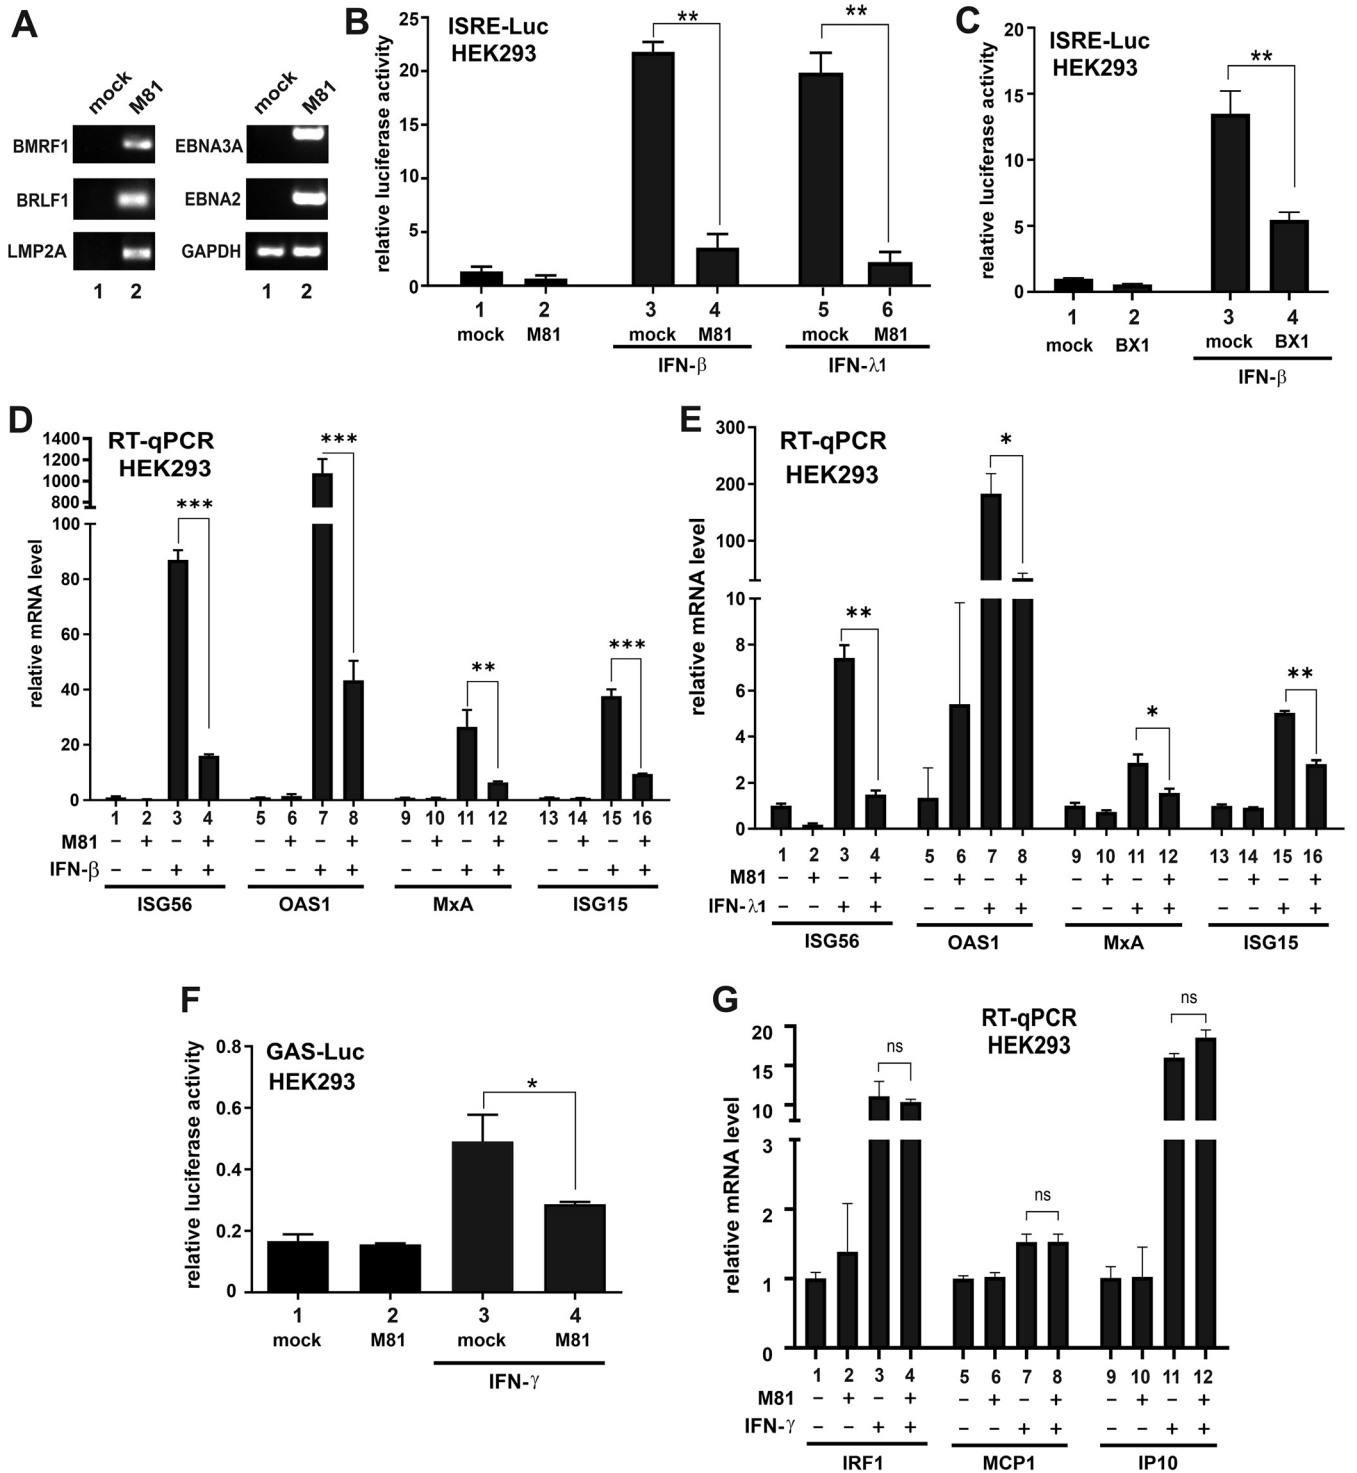 A
mock M81 mock M81
BMRF1 EBNA3A
BRLF1 EBNA2
LMP2A GAPDH
1 2 1 2
B
ISRE-Luc
HEK293
relative luciferase activity
25
20
15
10
5
0
** **
1 2 3 4 5 6
mock M81 mock M81 mock M81
IFN-β IFN-λ1
C
ISRE-Luc
HEK293
relative luciferase activity
20
15
10
5
0
**
1 2 3 4
mock BX1 mock BX1
IFN-β
D
RT-qPCR
HEK293
relative mRNA level
1400
1200
1000
800
100
80
60
40
20
0
*** *** ** ***
1 2 3 4 5 6 7 8 9 10 11 12 13 14 15 16
M81 – + – + – + – + – + – + – + – +
IFN-β – – + + – – + + – – + + – – + +
ISG56 OAS1 MxA ISG15
E
RT-qPCR
HEK293
relative mRNA level
300
200
100
10
8
6
4
2
0
** * * **
1 2 3 4 5 6 7 8 9 10 11 12 13 14 15 16
M81 – + – + – + – + – + – + – + – +
IFN-λ1 – – + + – – + + – – + + – – + +
ISG56 OAS1 MxA ISG15
F
GAS-Luc
HEK293
relative luciferase activity
0.8
0.6
0.4
0.2
0
*
1 2 3 4
mock M81 mock M81
IFN-γ
G
RT-qPCR
HEK293
relative mRNA level
20
15
10
3
2
1
0
ns ns ns
1 2 3 4 5 6 7 8 9 10 11 12
M81 – + – + – + – + – + – +
IFN-γ – – + + – – + + – – + +
IRF1 MCP1 IP10